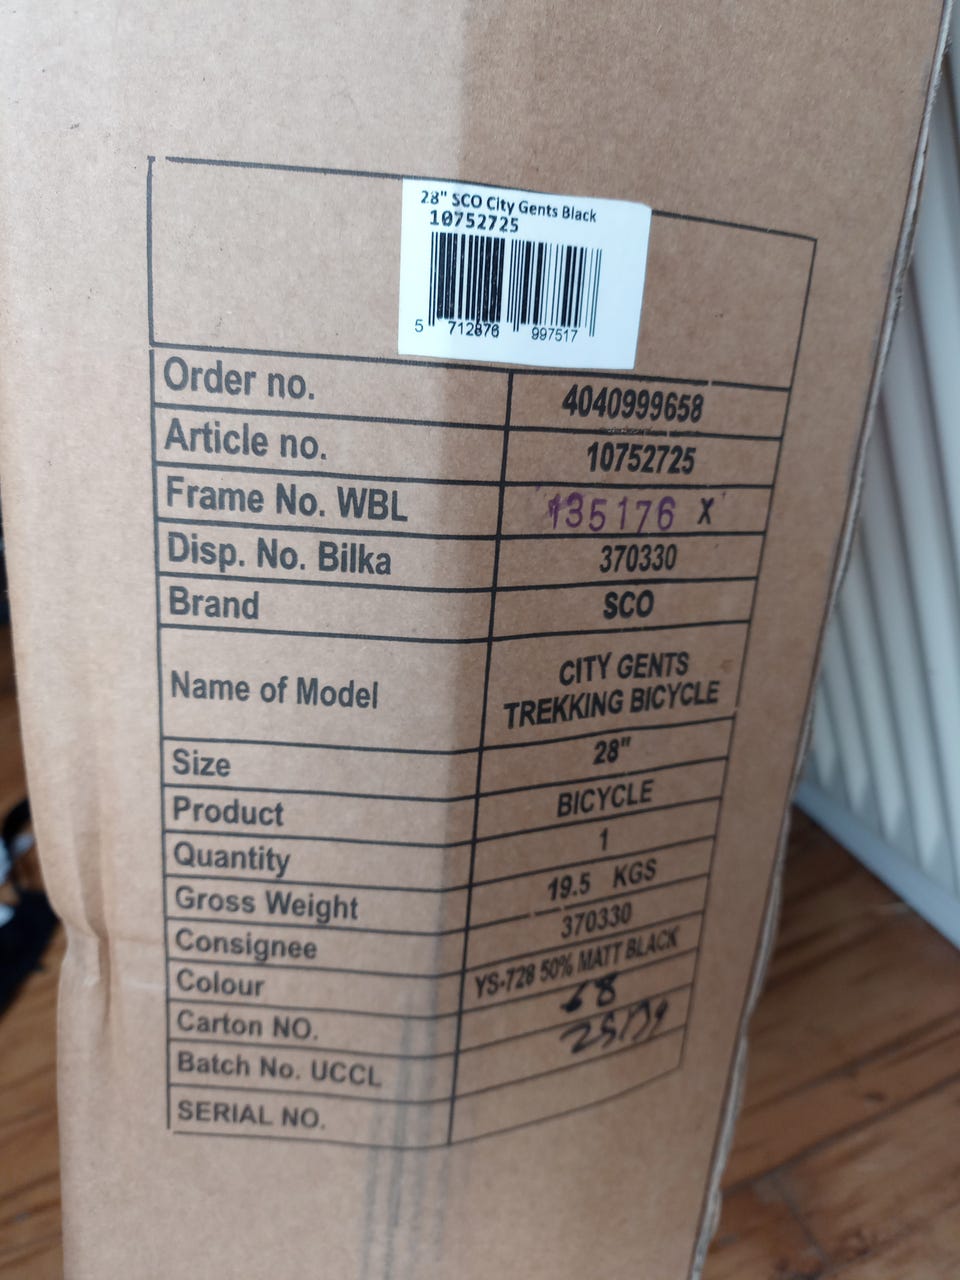 28" SCO City Gents Black
10752725
5 712876 997517
Order no. 4040999658
Article no. 10752725
Frame No. WBL 135176 X
Disp. No. Bilka 370330
Brand SCO
Name of Model CITY GENTS
TREKKING BICYCLE
Size 28"
Product BICYCLE
Quantity 1
Gross Weight 19.5 KGS
Consignee 370330
Colour YS-728 50% MATT BLACK
Carton NO. 68
Batch No. UCCL
SERIAL NO.